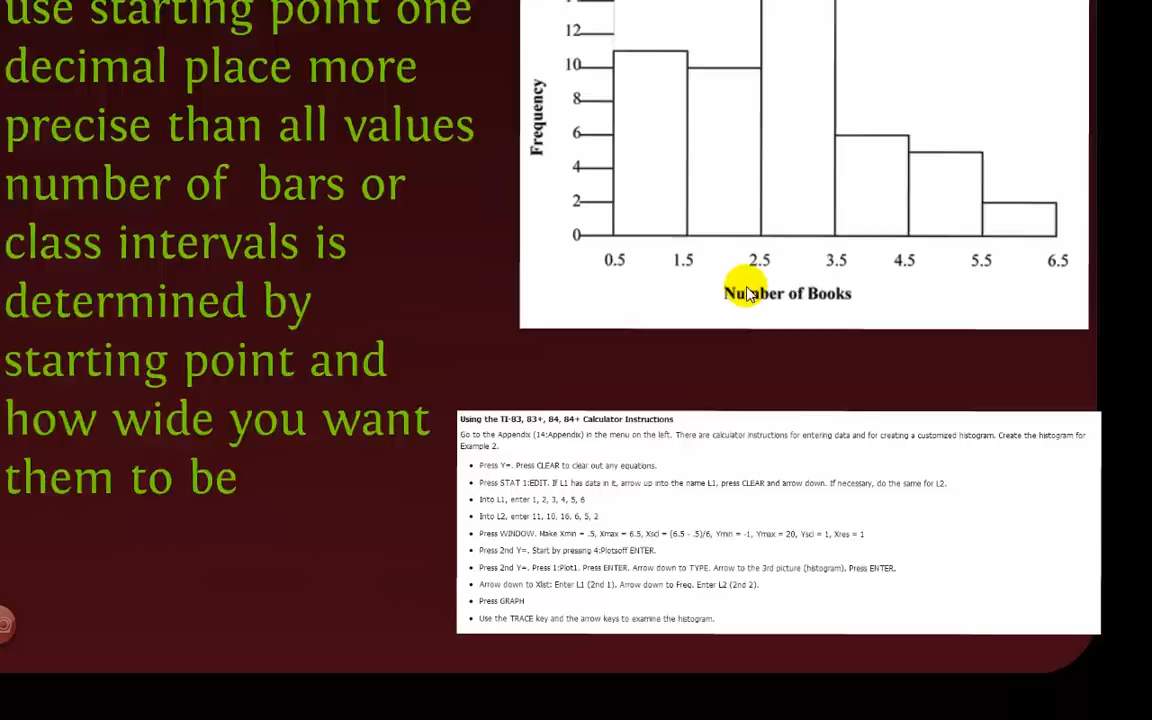 use starting point one
decimal place more
precise than all values
number of bars or
class intervals is
determined by
starting point and
how wide you want
them to be
12
10
8
6
4
2
0
Frequency
0.5 1.5 2.5 3.5 4.5 5.5 6.5
Number of Books
Using the TI-83, 83+, 84, 84+ Calculator Instructions
Go to the Appendix (14:Appendix) in the menu on the left. There are calculator instructions for entering data and for creating a customized histogram. Create the histogram for
Example 2.
• Press Y=. Press CLEAR to clear out any equations.
• Press STAT 1:EDIT. If L1 has data in it, arrow up into the name L1, press CLEAR and arrow down. If necessary, do the same for L2.
• Into L1, enter 1, 2, 3, 4, 5, 6
• Into L2, enter 11, 10, 16, 6, 5, 2
• Press WINDOW. Make Xmin = .5, Xmax = 6.5, Xscl = (6.5 - .5)/6, Ymin = -1, Ymax = 20, Yscl = 1, Xres = 1
• Press 2nd Y=. Start by pressing 4:Plotsoff ENTER.
• Press 2nd Y=. Press 1:Plot1. Press ENTER. Arrow down to TYPE. Arrow to the 3rd picture (histogram). Press ENTER.
• Arrow down to Xlist: Enter L1 (2nd 1). Arrow down to Freq. Enter L2 (2nd 2).
• Press GRAPH
• Use the TRACE key and the arrow keys to examine the histogram.